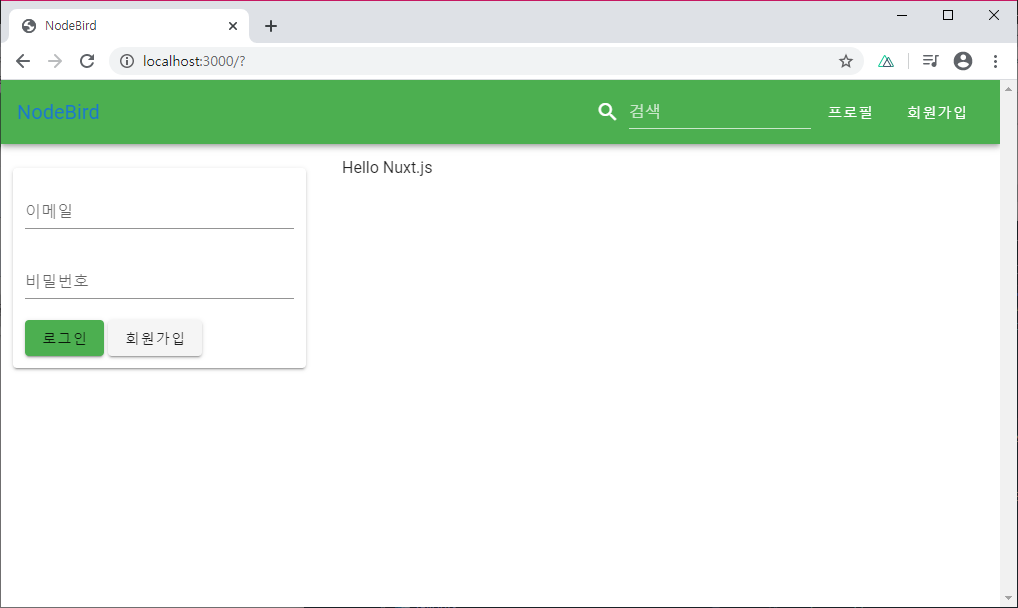 NodeBird
localhost:3000/?
NodeBird 검색 프로필 회원가입
Hello Nuxt.js
이메일
비밀번호
로그인 회원가입